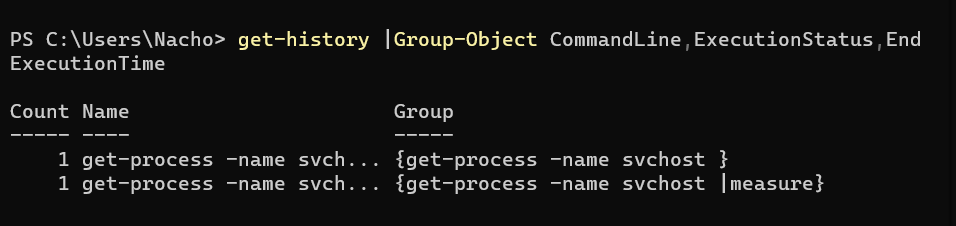 PS C:\Users\Nacho> get-history |Group-Object CommandLine,ExecutionStatus,End
ExecutionTime
Count Name                      Group
----- ----                      -----
    1 get-process -name svch... {get-process -name svchost }
    1 get-process -name svch... {get-process -name svchost |measure}